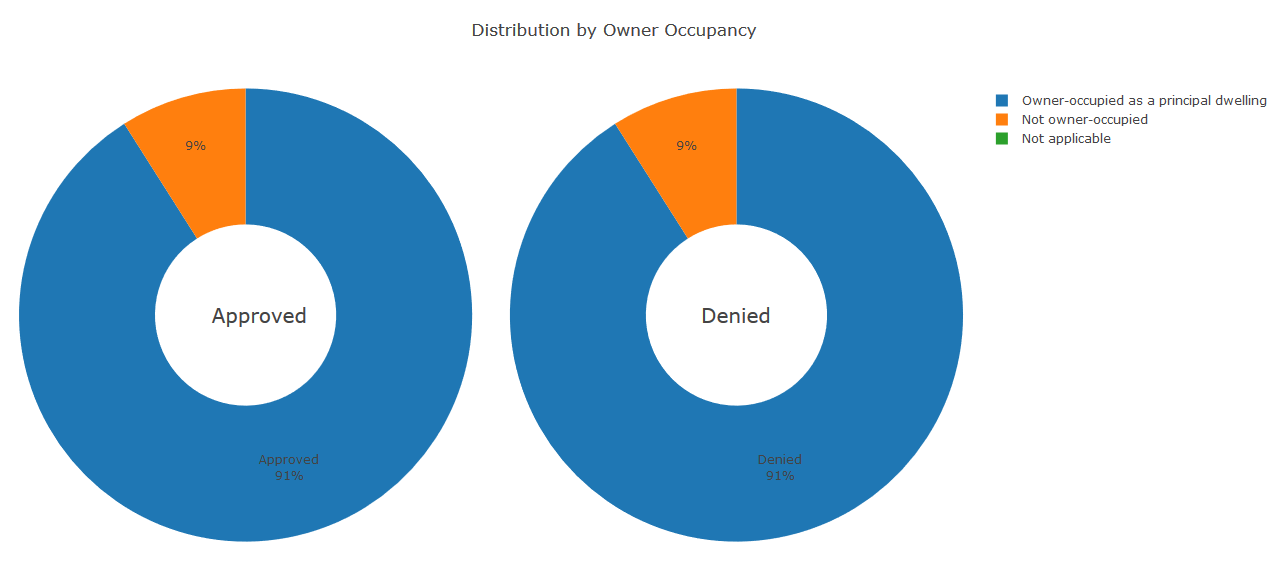 Distribution by Owner Occupancy
Owner-occupied as a principal dwelling
Not owner-occupied
Not applicable
9%
Approved
Approved
91%
9%
Denied
Denied
91%